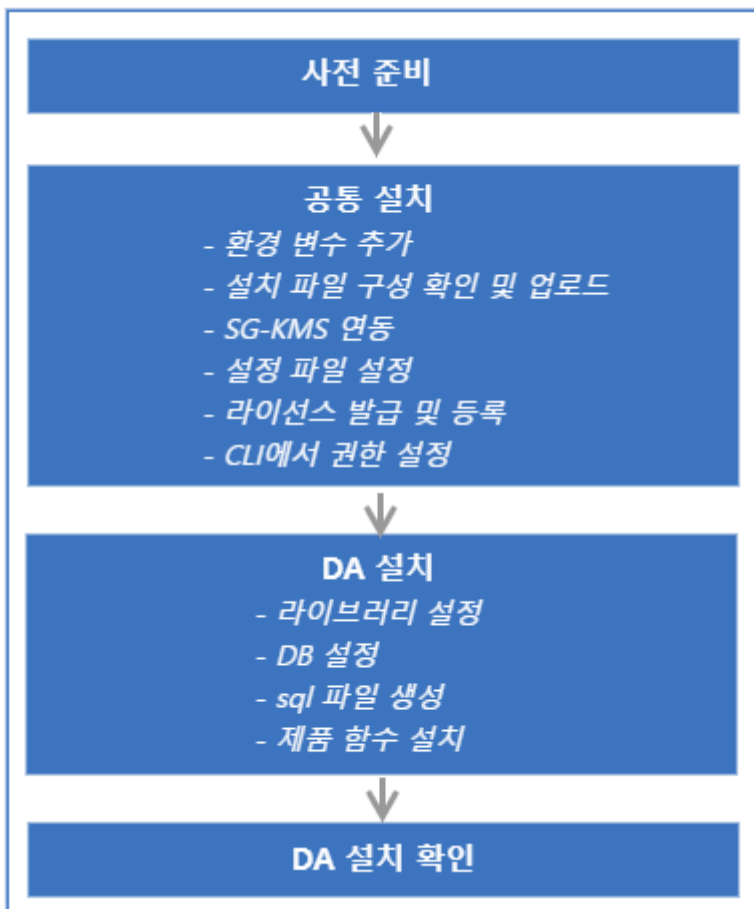 사전 준비
공통 설치
- 환경 변수 추가
- 설치 파일 구성 확인 및 업로드
- SG-KMS 연동
- 설정 파일 설정
- 라이선스 발급 및 등록
- CLI에서 권한 설정
DA 설치
- 라이브러리 설정
- DB 설정
- sql 파일 생성
- 제품 함수 설치
DA 설치 확인